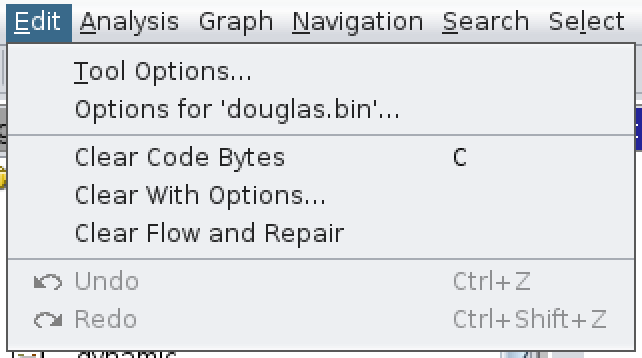 Edit Analysis Graph Navigation Search Select
Tool Options...
Options for 'douglas.bin'...
Clear Code Bytes C
Clear With Options...
Clear Flow and Repair
Undo Ctrl+Z
Redo Ctrl+Shift+Z
dynamic